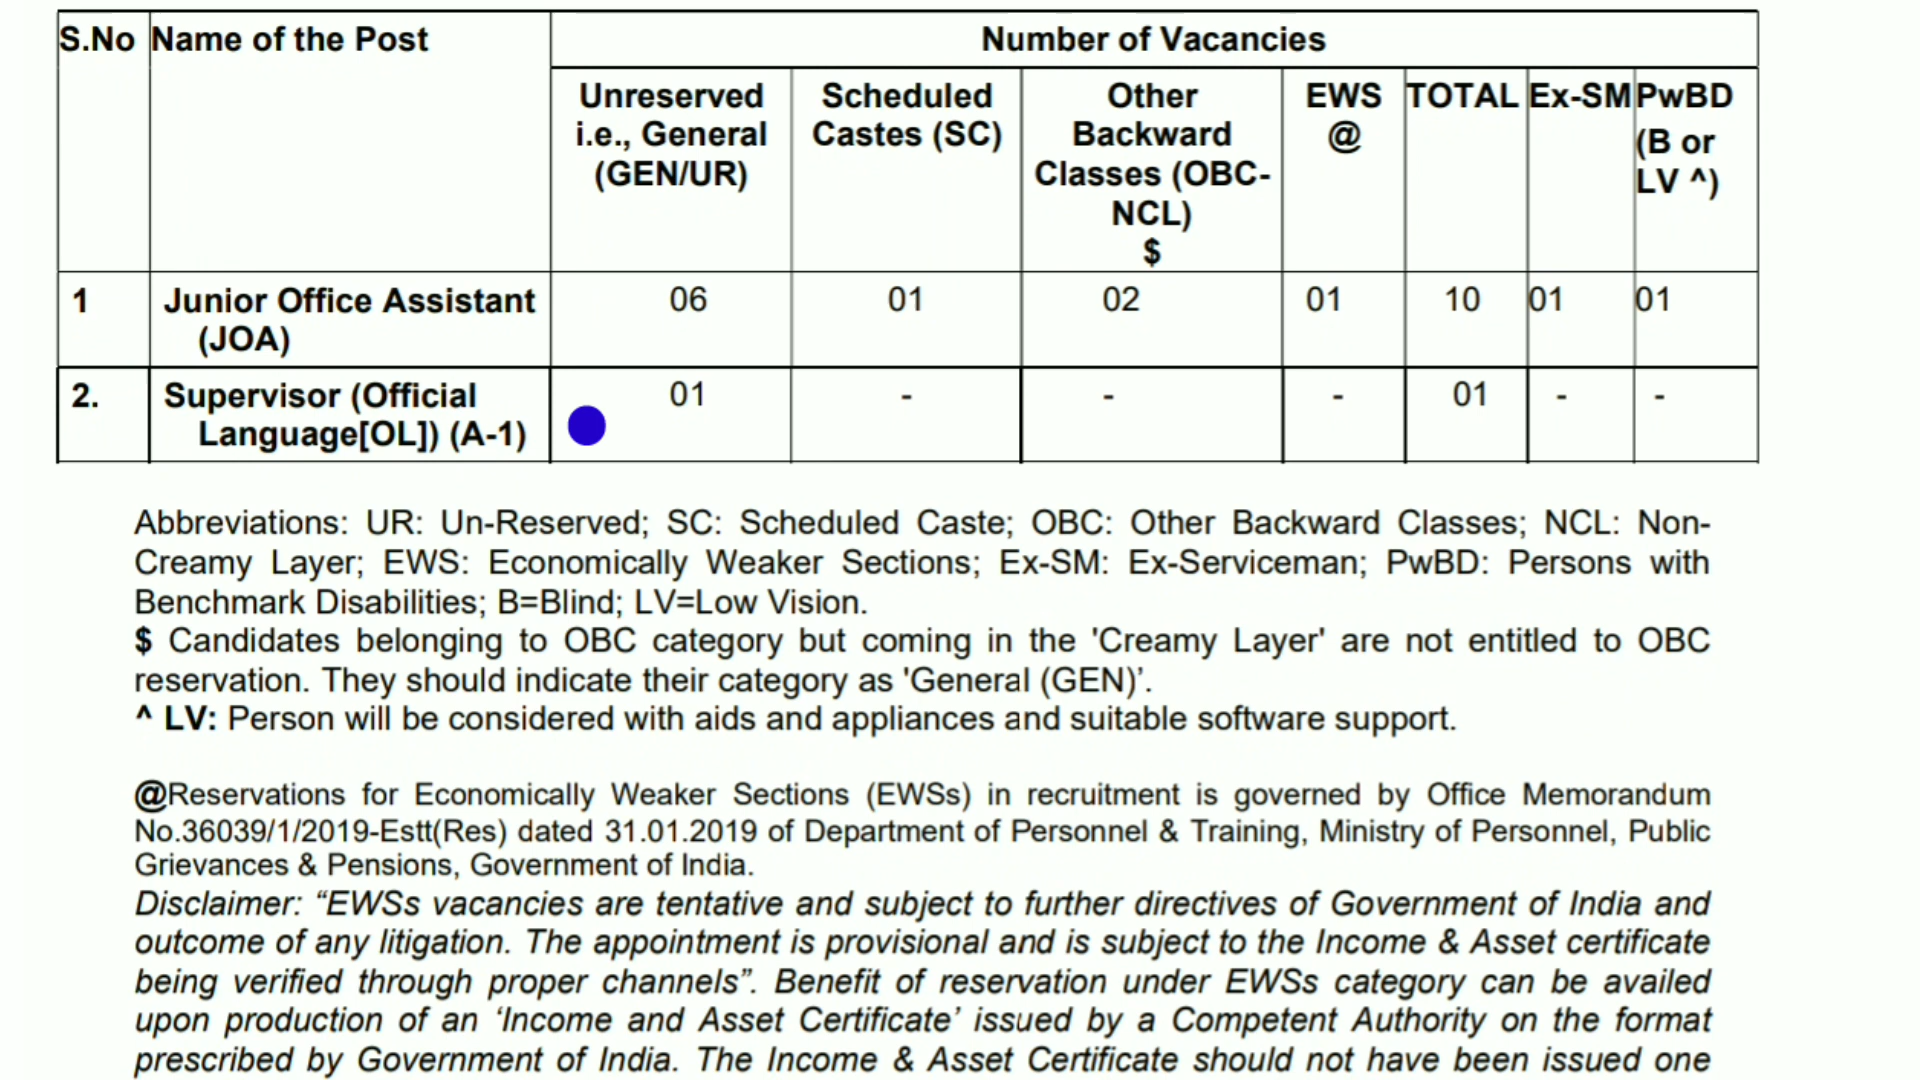 S.No Name of the Post Number of Vacancies
Unreserved i.e., General (GEN/UR) Scheduled Castes (SC) Other Backward Classes (OBC-NCL) $ EWS @ TOTAL Ex-SM PwBD (B or LV ^)
1 Junior Office Assistant (JOA) 06 01 02 01 10 01 01
2. Supervisor (Official Language[OL]) (A-1) 01 - - - 01 - -
Abbreviations: UR: Un-Reserved; SC: Scheduled Caste; OBC: Other Backward Classes; NCL: Non-
Creamy Layer; EWS: Economically Weaker Sections; Ex-SM: Ex-Serviceman; PwBD: Persons with
Benchmark Disabilities; B=Blind; LV=Low Vision.
$ Candidates belonging to OBC category but coming in the 'Creamy Layer' are not entitled to OBC
reservation. They should indicate their category as 'General (GEN)’.
^ LV: Person will be considered with aids and appliances and suitable software support.
@Reservations for Economically Weaker Sections (EWSs) in recruitment is governed by Office Memorandum
No.36039/1/2019-Estt(Res) dated 31.01.2019 of Department of Personnel & Training, Ministry of Personnel, Public
Grievances & Pensions, Government of India.
Disclaimer: “EWSs vacancies are tentative and subject to further directives of Government of India and
outcome of any litigation. The appointment is provisional and is subject to the Income & Asset certificate
being verified through proper channels”. Benefit of reservation under EWSs category can be availed
upon production of an ‘Income and Asset Certificate’ issued by a Competent Authority on the format
prescribed by Government of India. The Income & Asset Certificate should not have been issued one